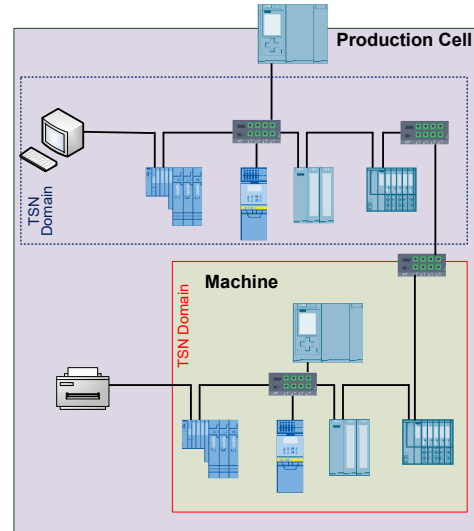 Production Cell
TSN
Domain
Machine
TSN Domain